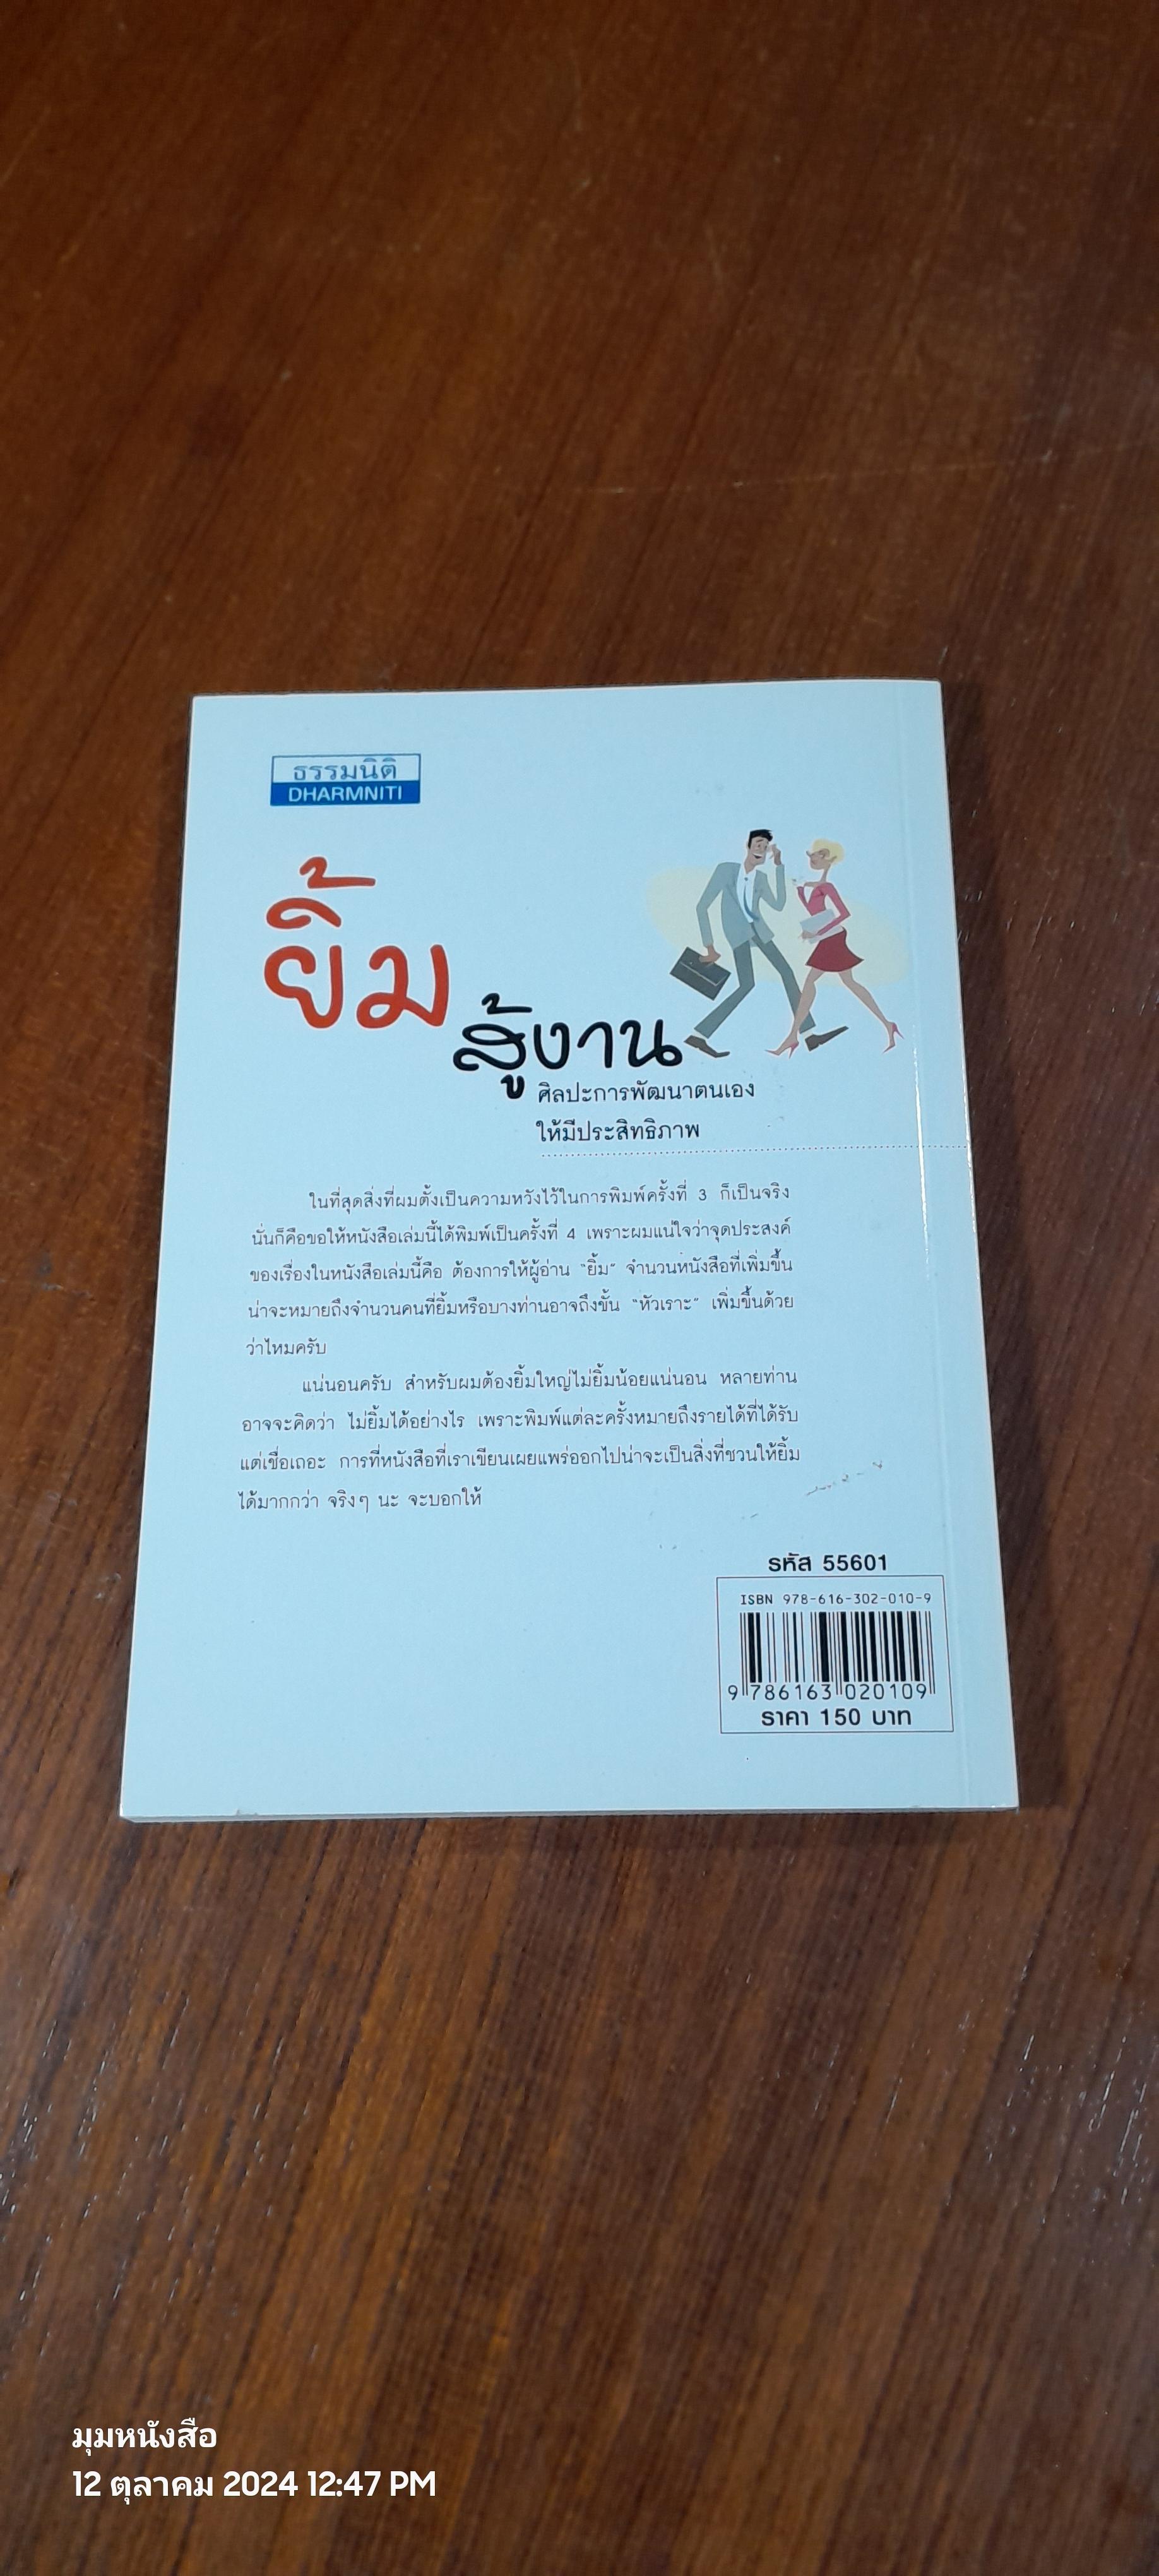 ธรรมนิติ
DHARMNITI
ยิ้ม
สู้งาน
ศิลปะการพัฒนาตนเอง
ให้มีประสิทธิภาพ
ในที่สุดสิ่งที่ผมตั้งเป็นความหวังไว้ในการพิมพ์ครั้งที่ 3 ก็เป็นจริง
นั่นก็คือขอให้หนังสือเล่มนี้ได้พิมพ์เป็นครั้งที่ 4 เพราะผมแน่ใจว่าจุดประสงค์
ของเรื่องในหนังสือเล่มนี้คือ ต้องการให้ผู้อ่าน "ยิ้ม" จำนวนหนังสือที่เพิ่มขึ้น
น่าจะหมายถึงจำนวนคนที่ยิ้มหรือบางท่านอาจถึงขั้น "หัวเราะ" เพิ่มขึ้นด้วย
ว่าไหมครับ
แน่นอนครับ สำหรับผมต้องยิ้มใหญ่ไม่ยิ้มน้อยแน่นอน หลายท่าน
อาจจะคิดว่า ไม่ยิ้มได้อย่างไร เพราะพิมพ์แต่ละครั้งหมายถึงรายได้ที่ได้รับ
แต่เชื่อเถอะ การที่หนังสือที่เราเขียนเผยแพร่ออกไปน่าจะเป็นสิ่งที่ชวนให้ยิ้ม
ได้มากกว่า จริงๆ นะ จะบอกให้
รหัส 55601
ISBN 978-616-302-010-9
9 786163 020109
ราคา 150 บาท
มุมหนังสือ
12 ตุลาคม 2024 12:47 PM